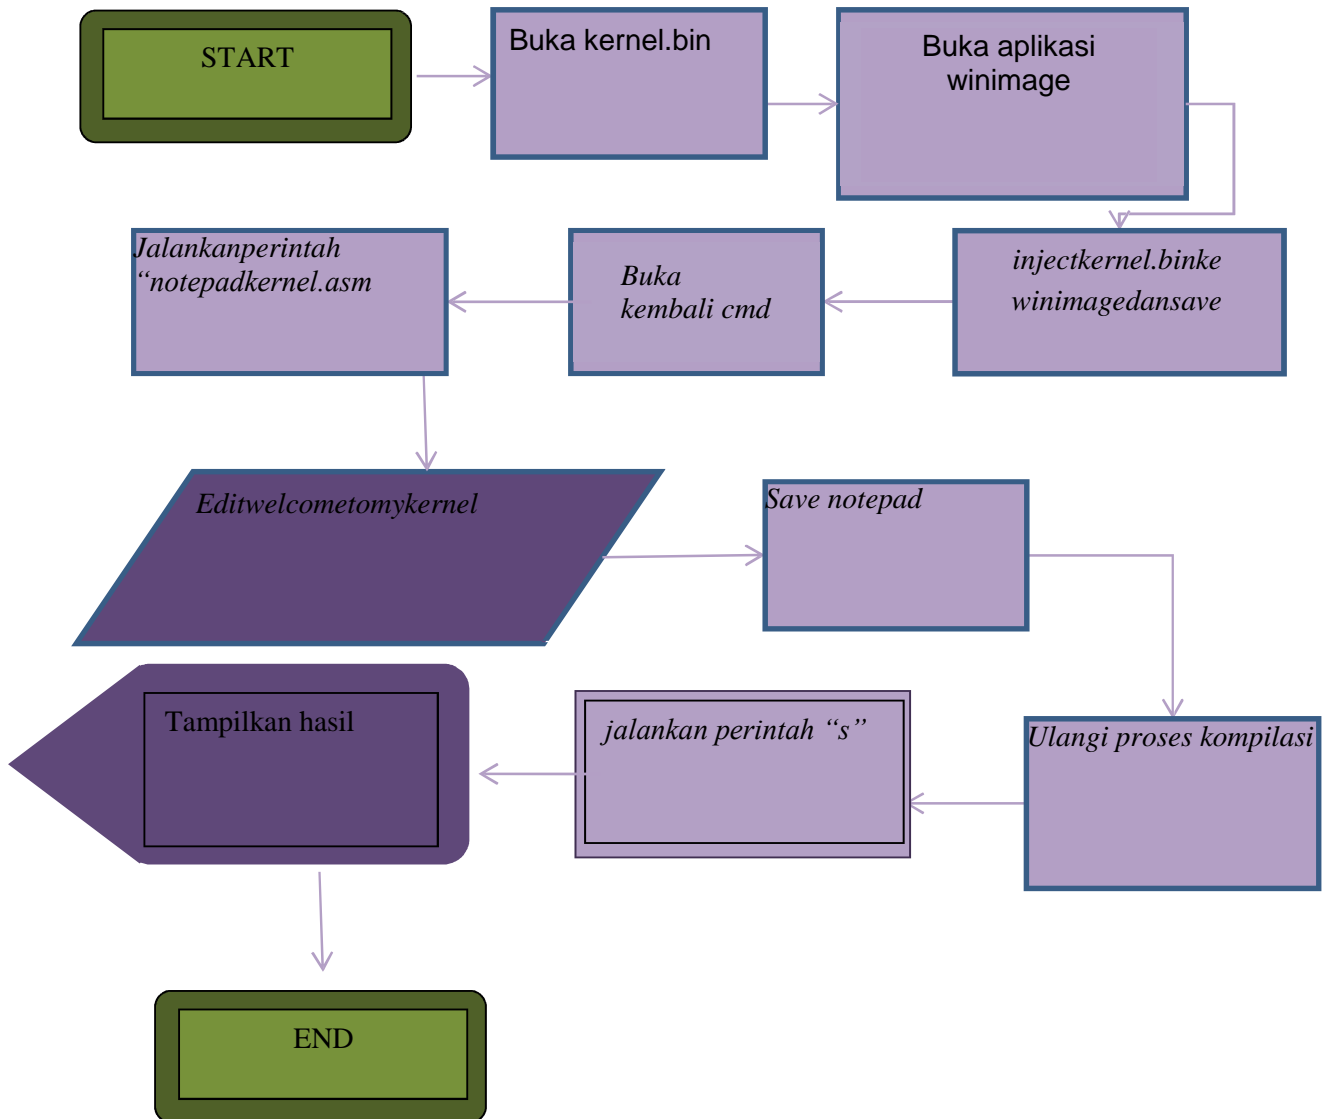 START
Buka kernel.bin
Buka aplikasi
winimage
injectkernel.binke
winimagedansave
Buka
kembali cmd
Jalankanperintah
“notepadkernel.asm
Editwelcometomykernel
Save notepad
Ulangi proses kompilasi
jalankan perintah “s”
Tampilkan hasil
END